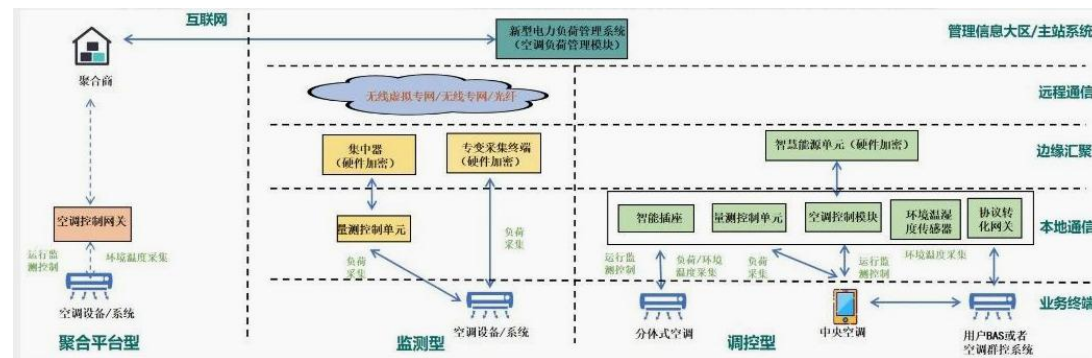 互联网
新型电力负荷管理系统
(空调负荷管理模块)
管理信息大区/主站系统
聚合商
无线虚拟专网/无线专网/光纤
远程通信
集中器
(硬件加密)
专变采集终端
(硬件加密)
智慧能源单元(硬件加密)
边缘汇聚
空调控制网关
量测控制单元
智能插座
量测控制单元
空调控制模块
环境温湿
度传感器
协议转
化网关
本地通信
运行监
测控制
环境温度采集
负荷
采集
负荷
采集
运行监
测控制
负荷/环境
温度采集
负荷
采集
运行监
测控制
环境温度采集
业务终端
空调设备/系统
空调设备/系统
分体式空调
中央空调
用户BAS或者
空调群控系统
聚合平台型
监测型
调控型